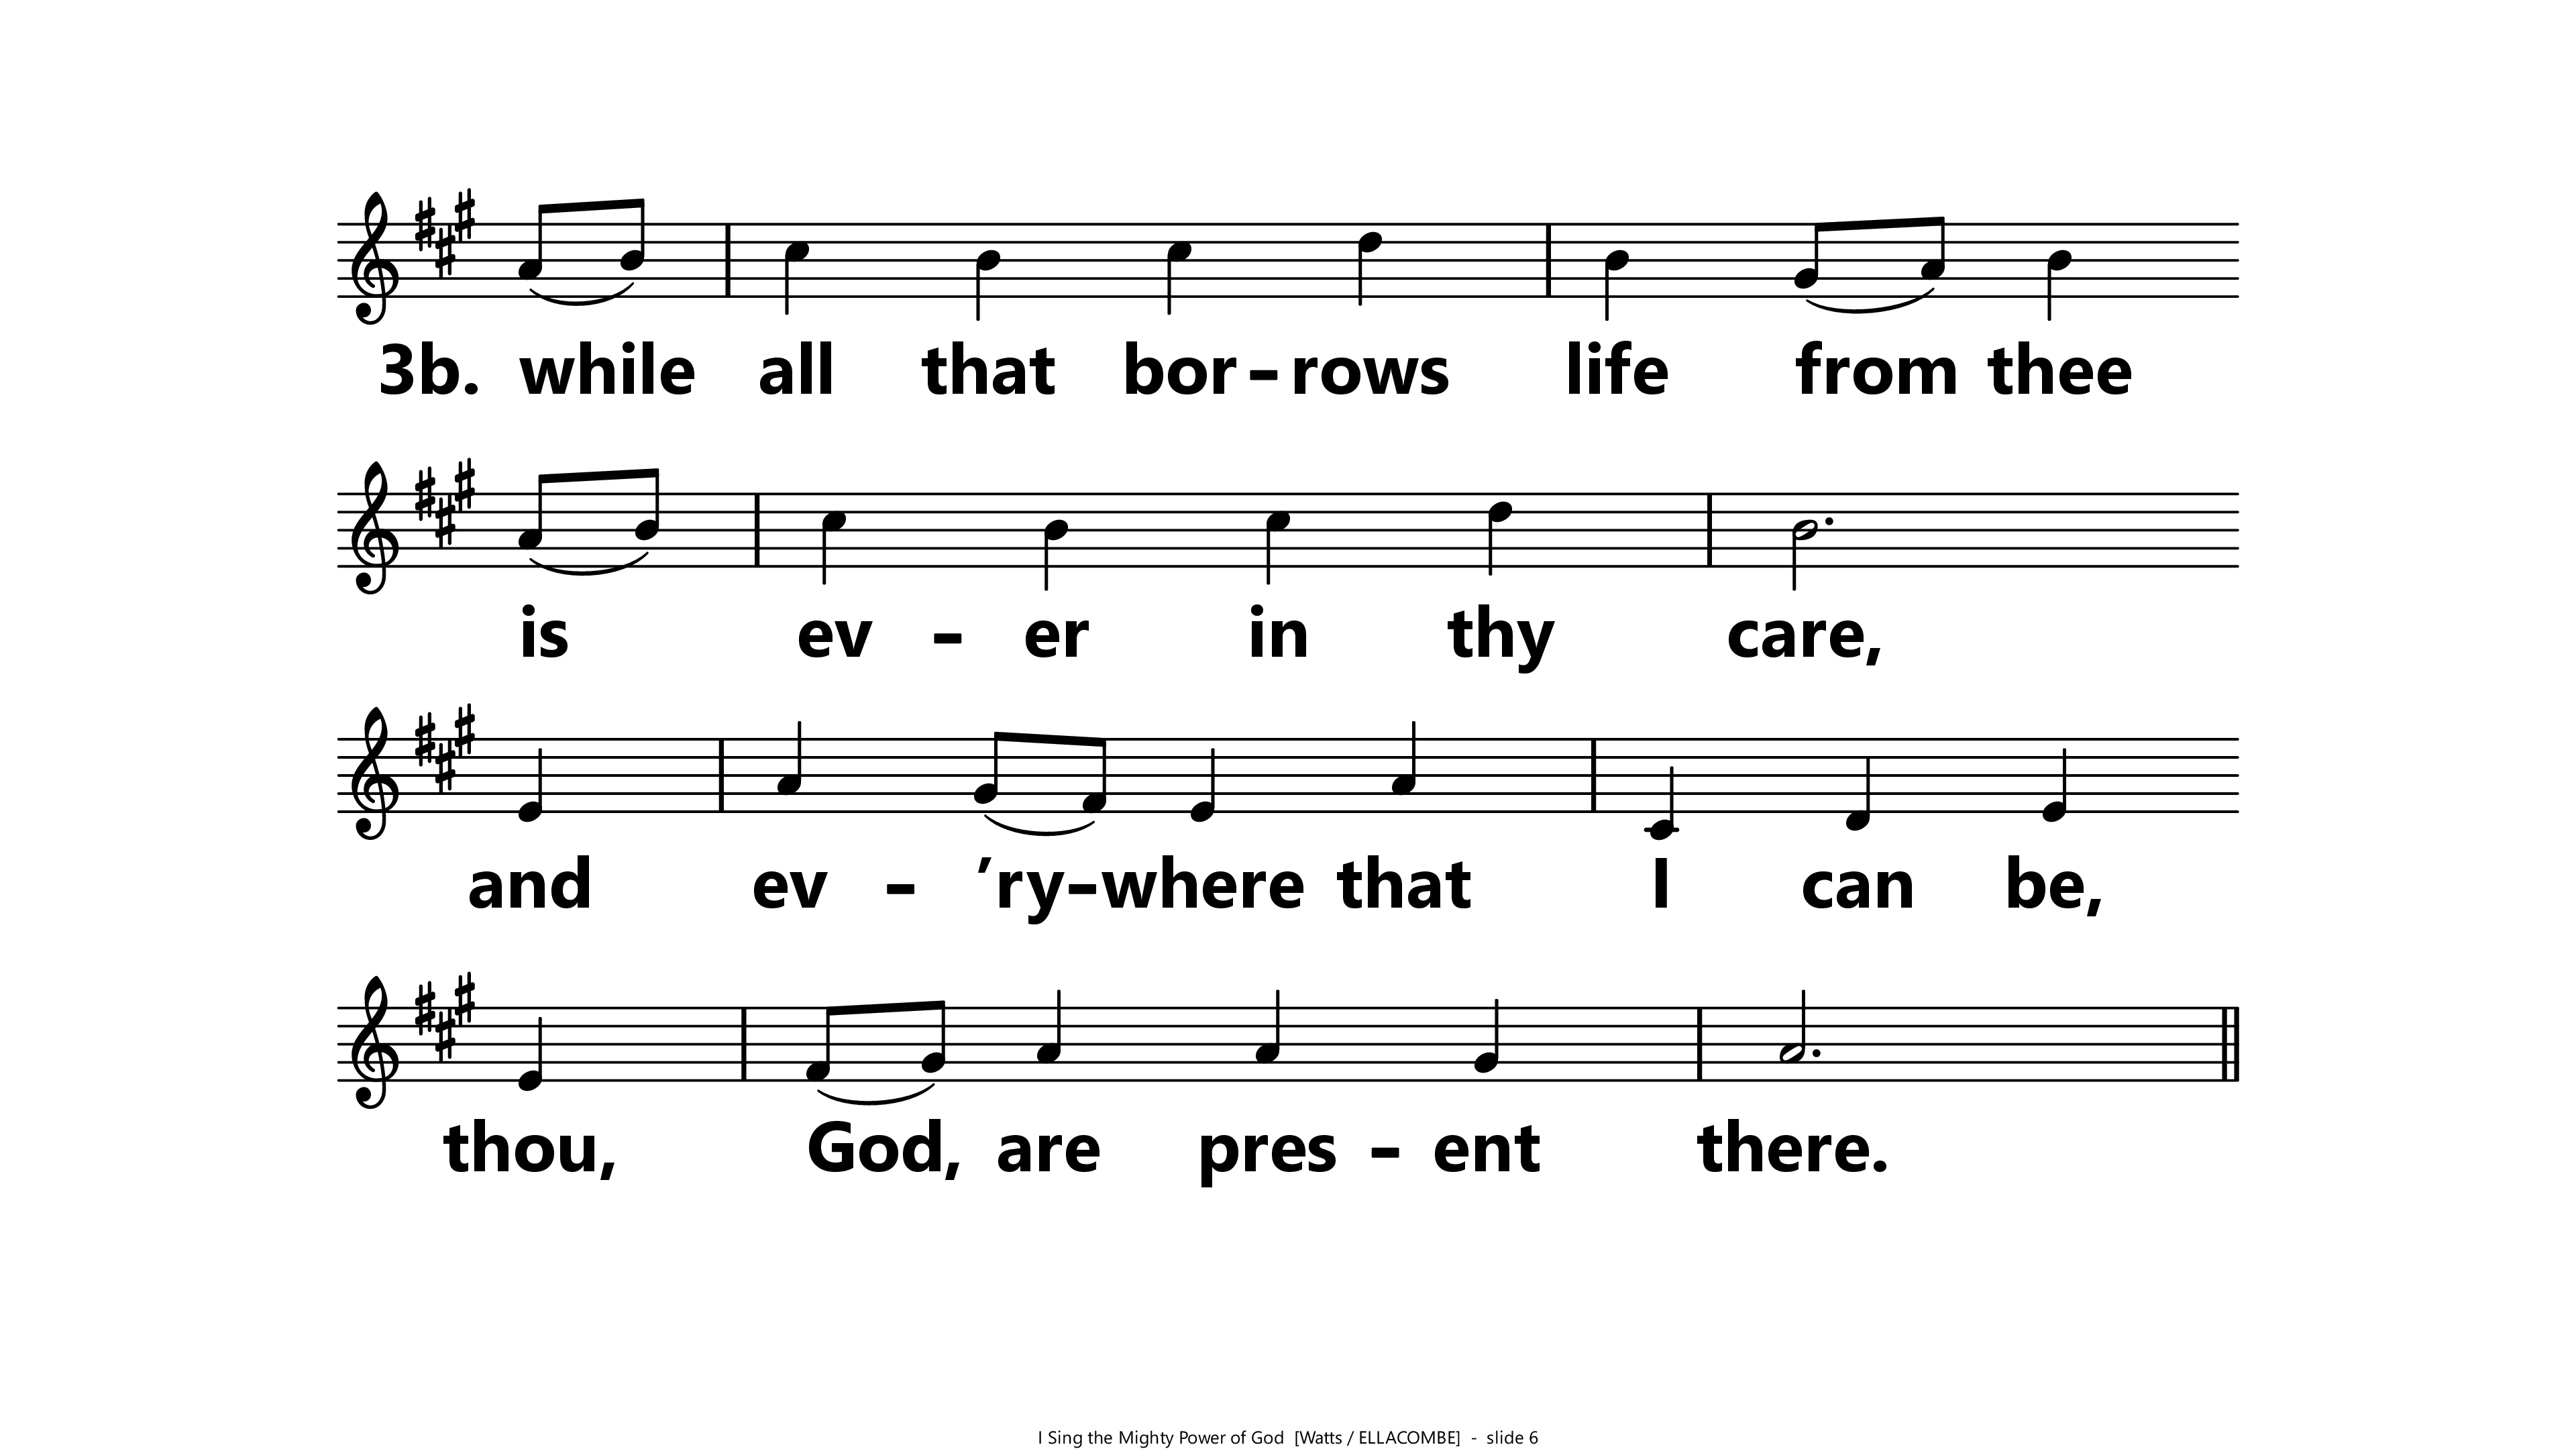 3b. while all that bor-rows life from thee
is ev - er in thy care,
and ev - ’ry-where that I can be,
thou, God, are pres - ent there.
I Sing the Mighty Power of God [Watts / ELLACOMBE] - slide 6